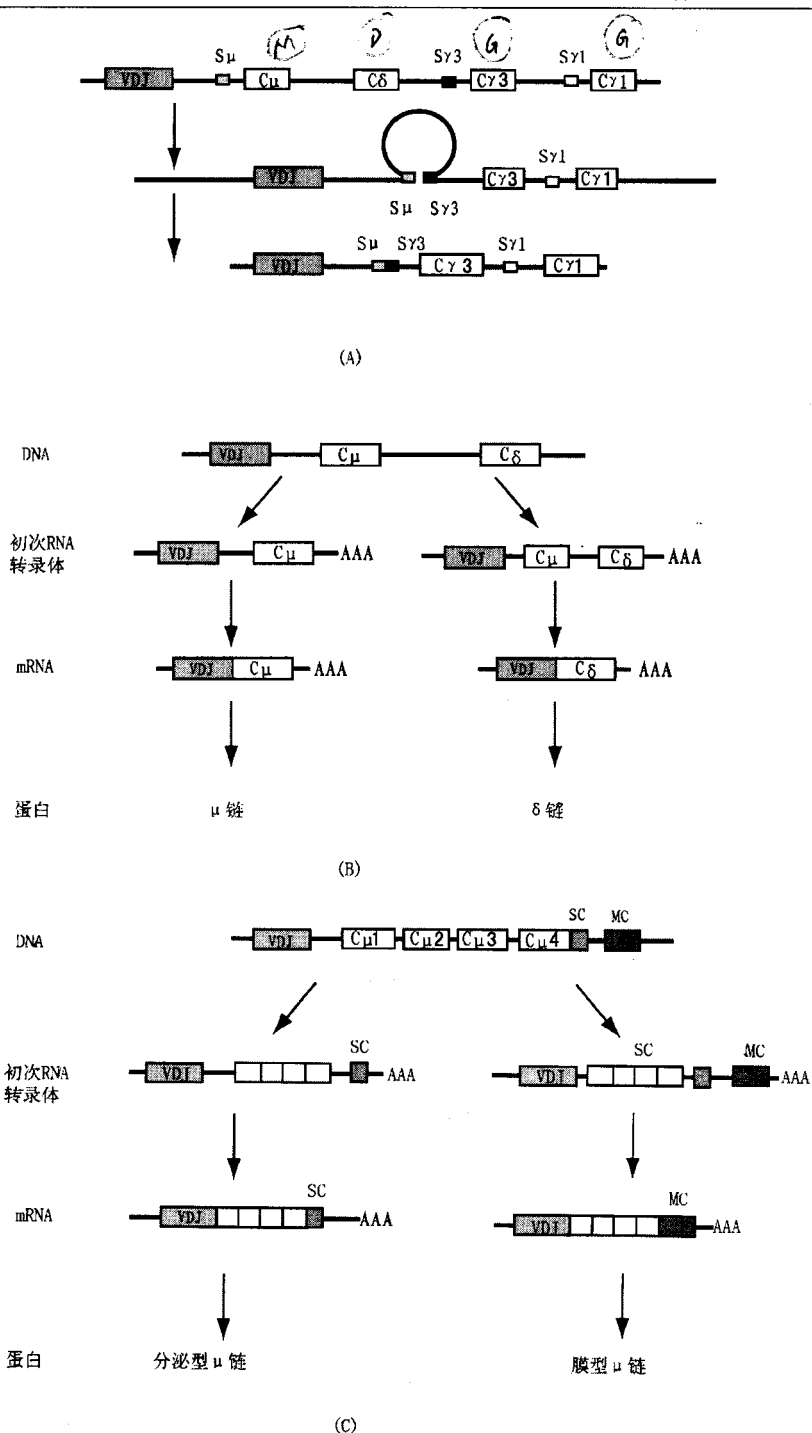 M D G G
Sμ Sγ3 Sγ1
VDJ Cμ Cδ Cγ3 Cγ1
Sγ1
VDJ Cγ3 Cγ1
Sμ Sγ3
Sμ Sγ3 Sγ1
VDJ Cγ3 Cγ1
(A)
DNA VDJ Cμ Cδ
初次RNA
转录体
VDJ Cμ AAA VDJ Cμ Cδ AAA
mRNA VDJ Cμ AAA VDJ Cδ AAA
蛋白 μ链 δ链
(B)
SC MC
DNA VDJ Cμ1 Cμ2 Cμ3 Cμ4
SC SC MC
初次RNA
转录体
VDJ AAA VDJ AAA
SC MC
mRNA VDJ AAA VDJ AAA
蛋白 分泌型μ链 膜型μ链
(C)